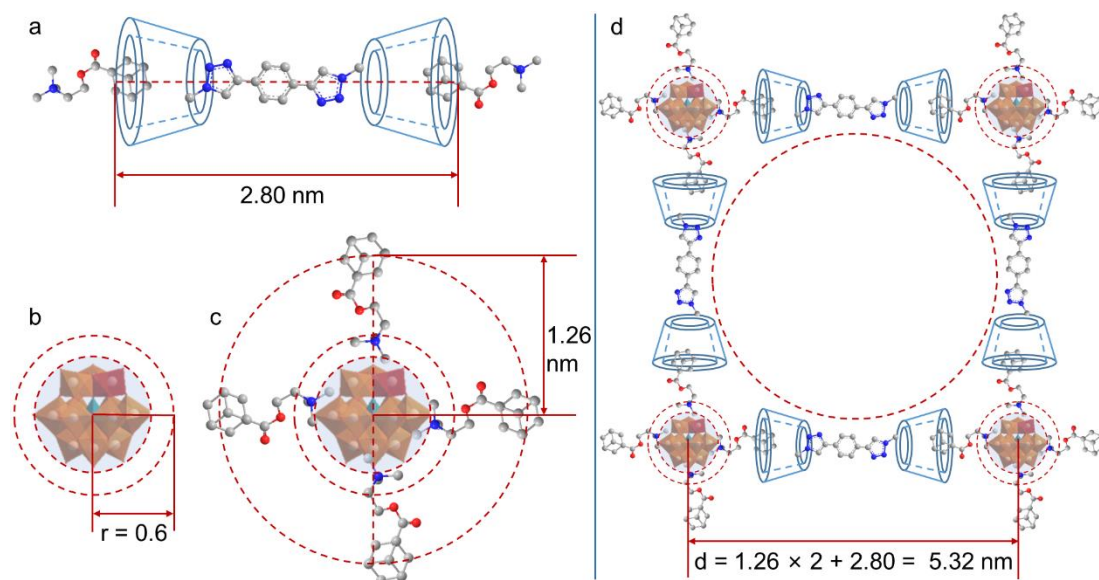 a
2.80 nm
b
r = 0.6
c
1.26
nm
d
d = 1.26 × 2 + 2.80 = 5.32 nm